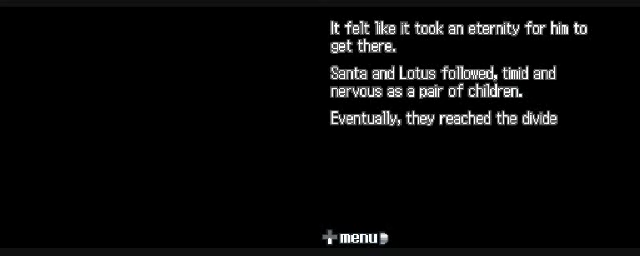 It felt like it took an eternity for him to
get there.
Santa and Lotus followed, timid and
nervous as a pair of children.
Eventually, they reached the divide
menu